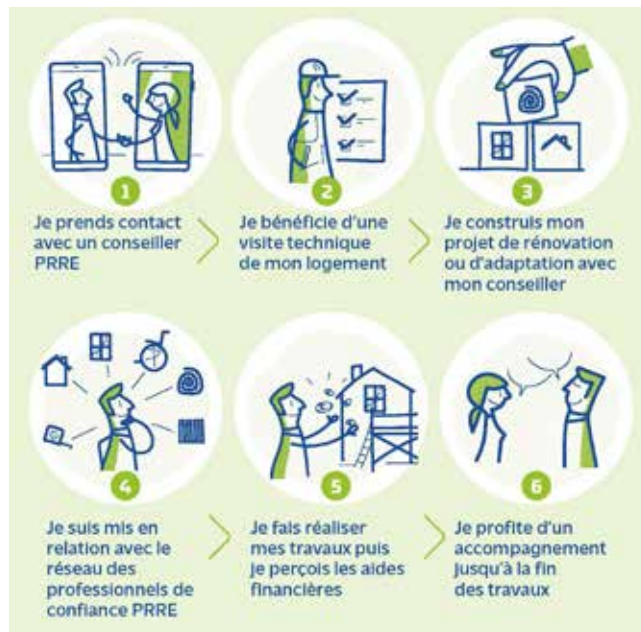 1
Je prends contact
avec un conseiller
PRRE
2
Je bénéficie d'une
visite technique
de mon logement
3
Je construis mon
projet de rénovation
ou d'adaptation avec
mon conseiller
4
Je suis mis en
relation avec le
réseau des
professionnels de
confiance PRRE
5
Je fais réaliser
mes travaux puis
je perçois les aides
financières
6
Je profite d'un
accompagnement
jusqu'à la fin
des travaux